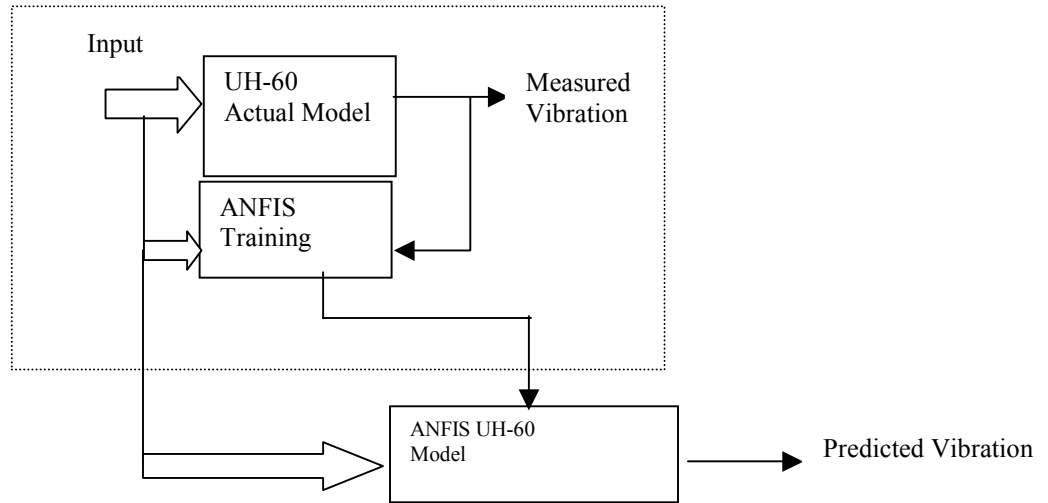 Input
UH-60
Actual Model
Measured
Vibration
ANFIS
Training
ANFIS UH-60
Model
Predicted Vibration